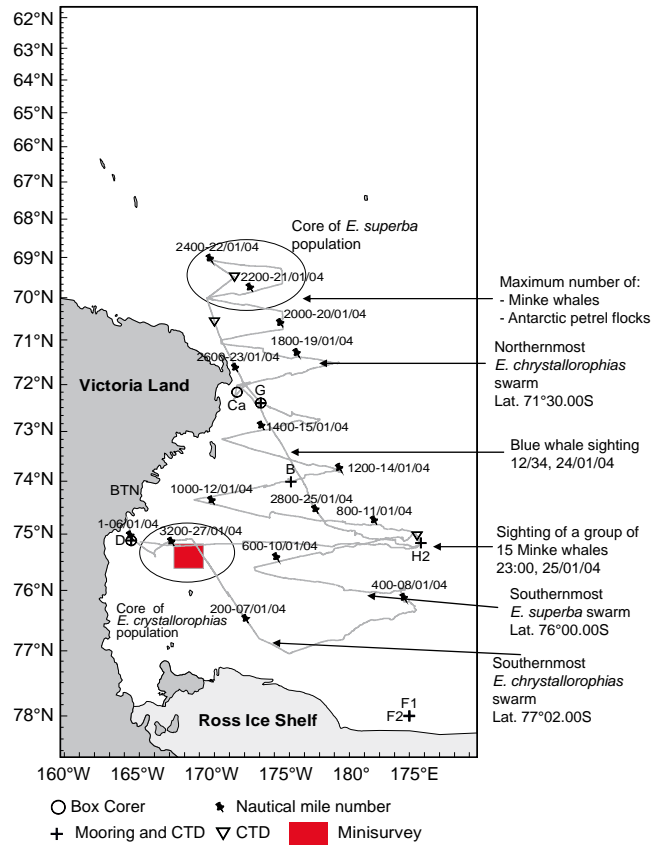 62°N
63°N
64°N
65°N
66°N
67°N
68°N
69°N
70°N
71°N
72°N
73°N
74°N
75°N
76°N
77°N
78°N
160°W
165°W
170°W
175°W
180°
175°E
Core of E. superba
population
2400-22/01/04
2200-21/01/04
2000-20/01/04
1800-19/01/04
2600-23/01/04
Victoria Land
G
Ca
1400-15/01/04
B
1200-14/01/04
BTN
1000-12/01/04
2800-25/01/04
800-11/01/04
1-06/01/04
D
3200-27/01/04
600-10/01/04
H2
400-08/01/04
Core of
E. crystallorophias
population
200-07/01/04
F1
F2
Ross Ice Shelf
Maximum number of:
- Minke whales
- Antarctic petrel flocks
Northernmost
E. chrystallorophias
swarm
Lat. 71°30.00S
Blue whale sighting
12/34, 24/01/04
Sighting of a group of
15 Minke whales
23:00, 25/01/04
Southernmost
E. superba swarm
Lat. 76°00.00S
Southernmost
E. chrystallorophias
swarm
Lat. 77°02.00S
Box Corer
Nautical mile number
Mooring and CTD
CTD
Minisurvey